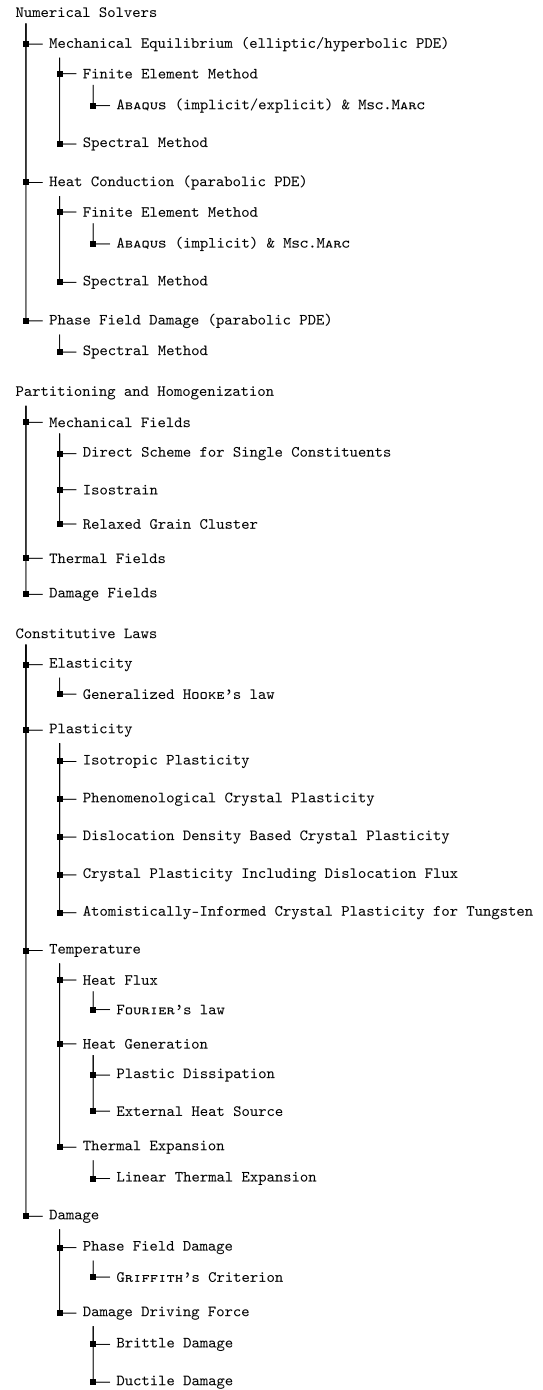 Numerical Solvers
Mechanical Equilibrium (elliptic/hyperbolic PDE)
Finite Element Method
Abaqus (implicit/explicit) & Msc.Marc
Spectral Method
Heat Conduction (parabolic PDE)
Finite Element Method
Abaqus (implicit) & Msc.Marc
Spectral Method
Phase Field Damage (parabolic PDE)
Spectral Method
Partitioning and Homogenization
Mechanical Fields
Direct Scheme for Single Constituents
Isostrain
Relaxed Grain Cluster
Thermal Fields
Damage Fields
Constitutive Laws
Elasticity
Generalized Hooke's law
Plasticity
Isotropic Plasticity
Phenomenological Crystal Plasticity
Dislocation Density Based Crystal Plasticity
Crystal Plasticity Including Dislocation Flux
Atomistically-Informed Crystal Plasticity for Tungsten
Temperature
Heat Flux
Fourier's law
Heat Generation
Plastic Dissipation
External Heat Source
Thermal Expansion
Linear Thermal Expansion
Damage
Phase Field Damage
Griffith's Criterion
Damage Driving Force
Brittle Damage
Ductile Damage